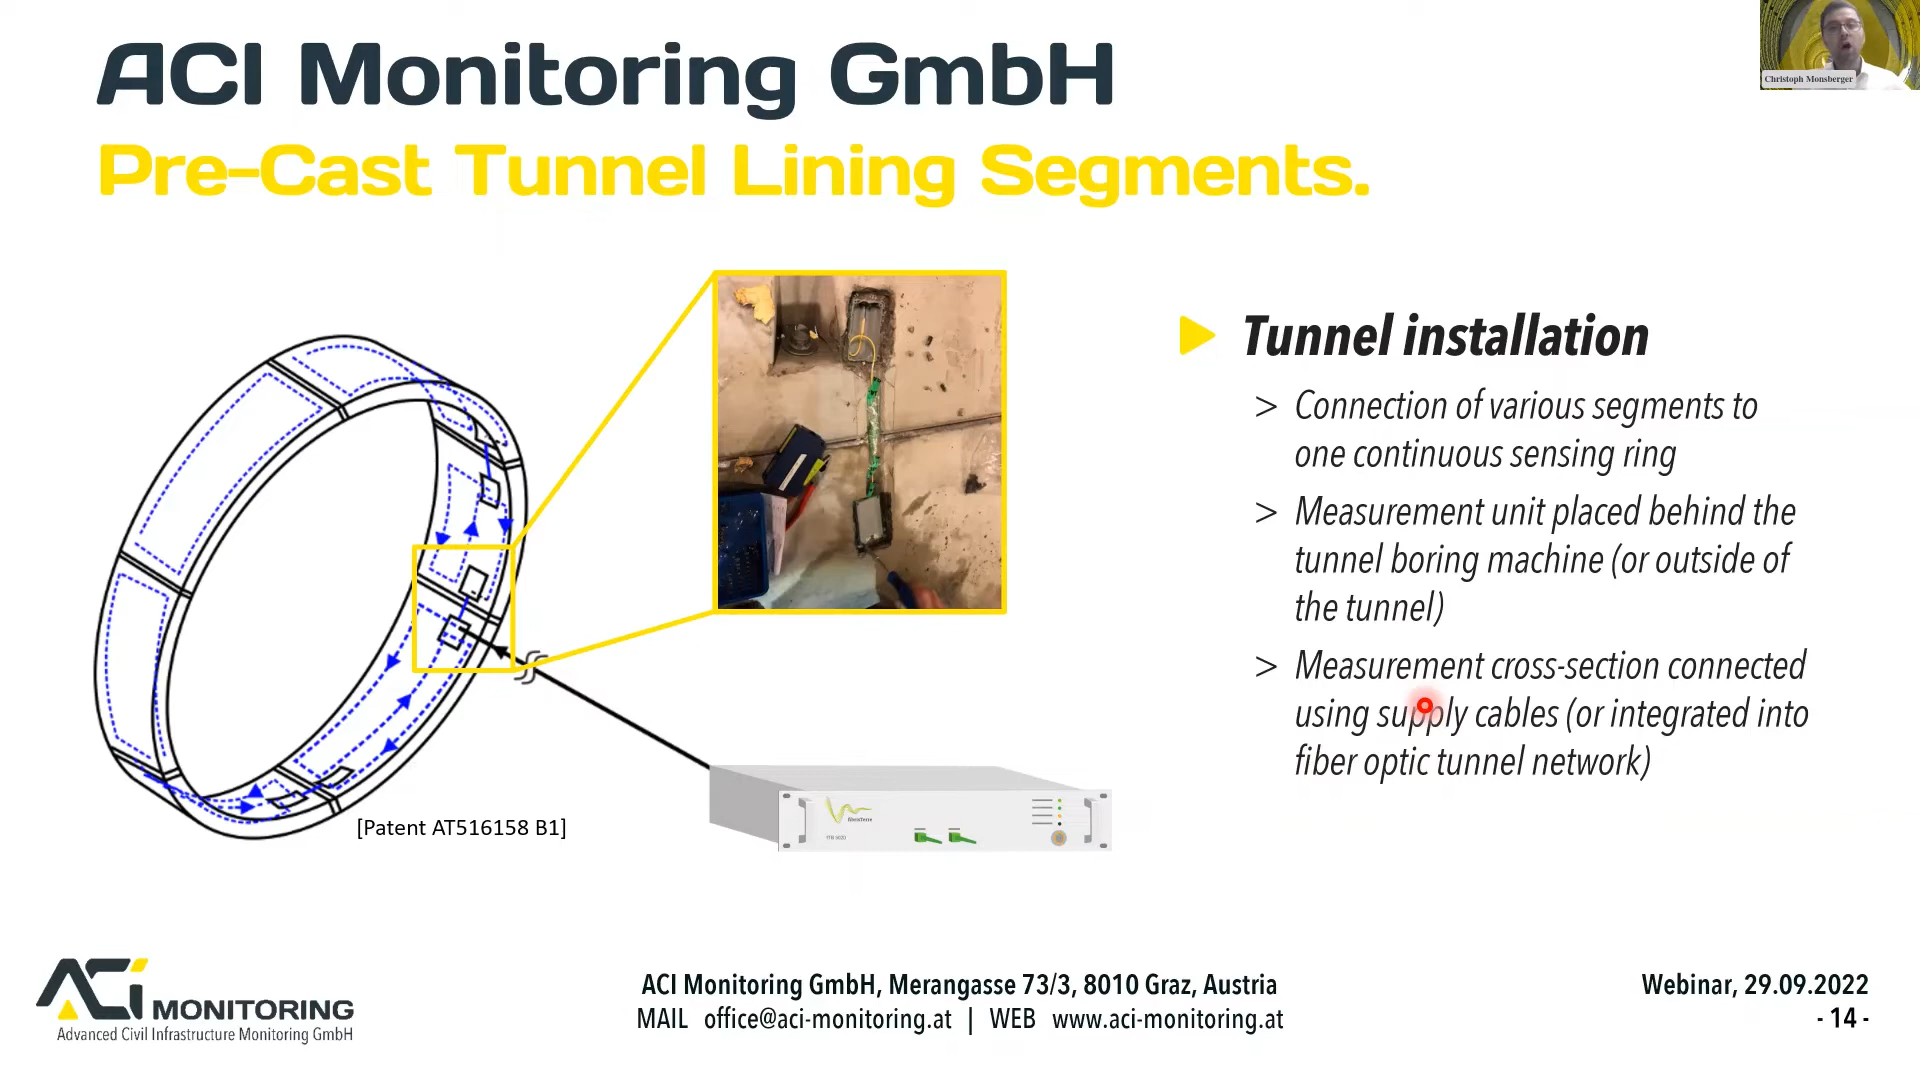 ACI Monitoring GmbH
Christoph Monsberger
Pre-Cast Tunnel Lining Segments.
Tunnel installation
> Connection of various segments to
one continuous sensing ring
> Measurement unit placed behind the
tunnel boring machine (or outside of
the tunnel)
> Measurement cross-section connected
using supply cables (or integrated into
fiber optic tunnel network)
[Patent AT516158 B1]
ACI MONITORING
Advanced Civil Infrastructure Monitoring GmbH
ACI Monitoring GmbH, Merangasse 73/3, 8010 Graz, Austria
MAIL office@aci-monitoring.at | WEB www.aci-monitoring.at
Webinar, 29.09.2022
- 14 -